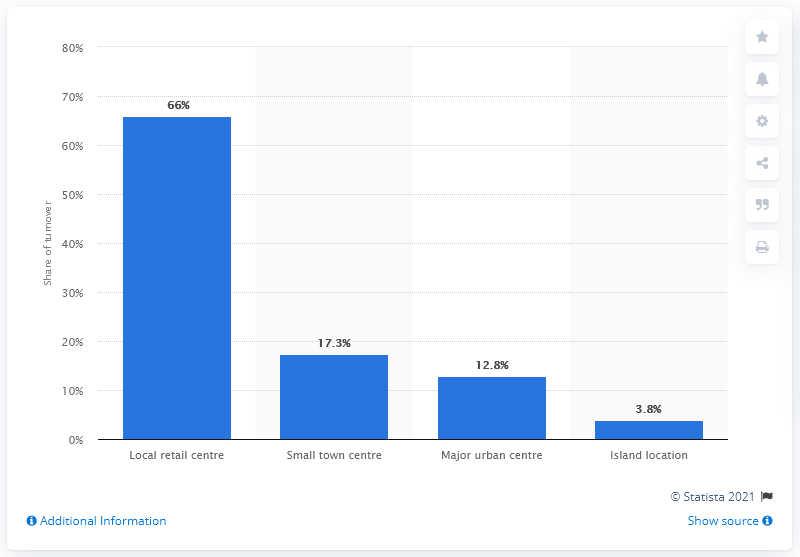 80%
70%
60%
50%
40%
30%
20%
10%
0%
Share of turnover
66%
17.3%
12.8%
3.8%
Local retail centre
Small town centre
Major urban centre
Island location
© Statista 2021
Additional Information
Show source